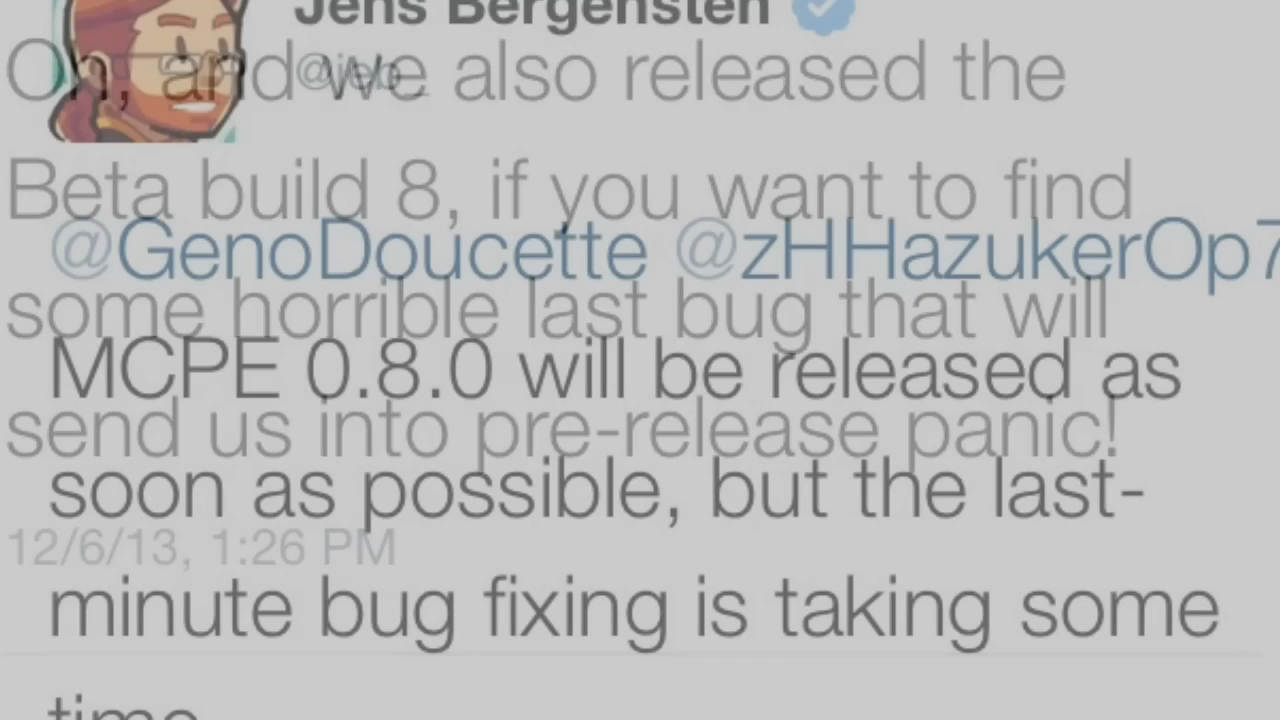 Jens Bergensten
@jeb_
Oh, and We also released the
Beta build 8, if you want to find
some horrible last bug that will
send us into pre-release panic!
12/6/13, 1:26 PM
@GenoDoucette @zHHazukerOp7
MCPE 0.8.0 will be released as
soon as possible, but the last-
minute bug fixing is taking some
time